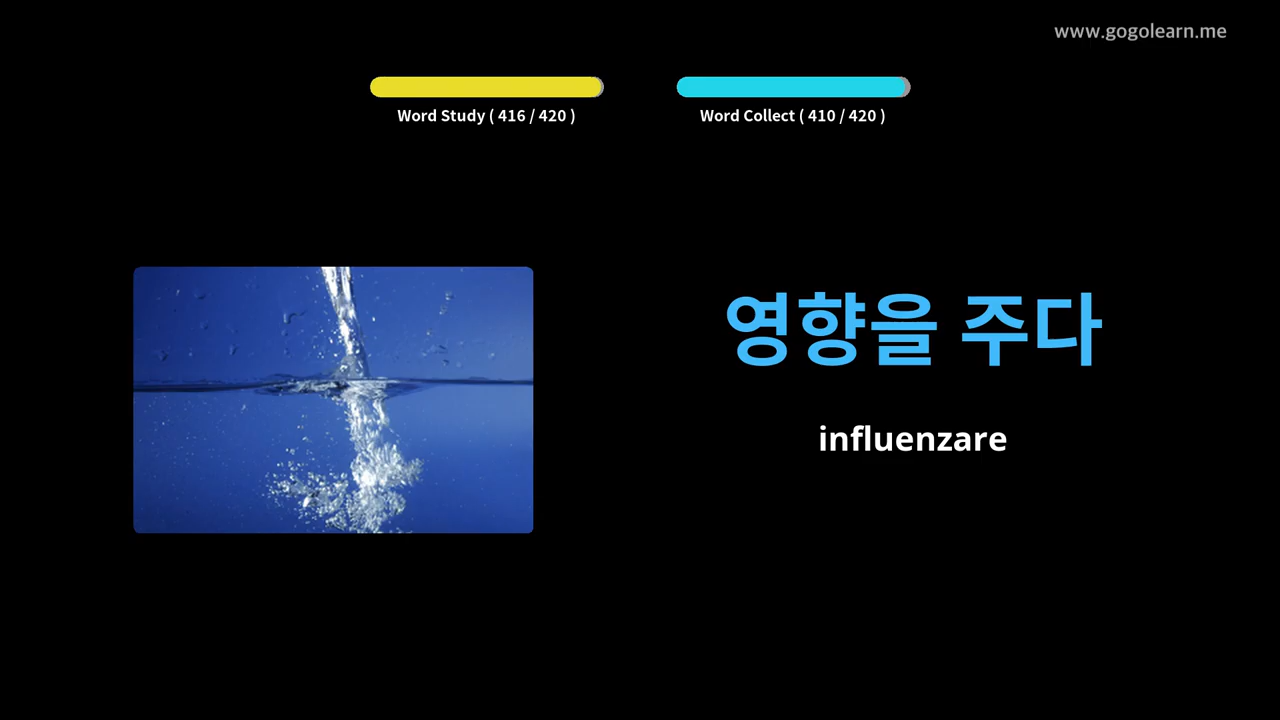 www.gogolearn.me
Word Study ( 416 / 420 )
Word Collect ( 410 / 420 )
영향을 주다
influenzare